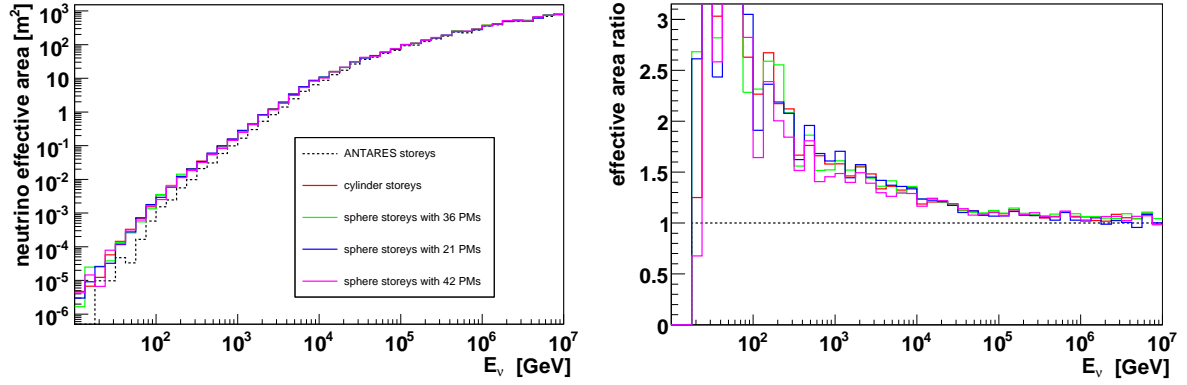 neutrino effective area [m²]
10³
10²
10
1
10⁻¹
10⁻²
10⁻³
10⁻⁴
10⁻⁵
10⁻⁶
ANTARES storeys
cylinder storeys
sphere storeys with 36 PMs
sphere storeys with 21 PMs
sphere storeys with 42 PMs
10² 10³ 10⁴ 10⁵ 10⁶ 10⁷
Eν [GeV]
effective area ratio
3
2.5
2
1.5
1
0.5
0
10² 10³ 10⁴ 10⁵ 10⁶ 10⁷
Eν [GeV]